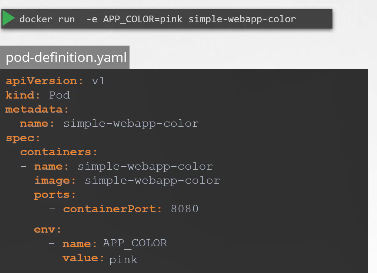 docker run -e APP_COLOR=pink simple-webapp-color
pod-definition.yaml
apiVersion: v1
kind: Pod
metadata:
  name: simple-webapp-color
spec:
  containers:
  - name: simple-webapp-color
    image: simple-webapp-color
    ports:
      - containerPort: 8080
    env:
      - name: APP_COLOR
        value: pink